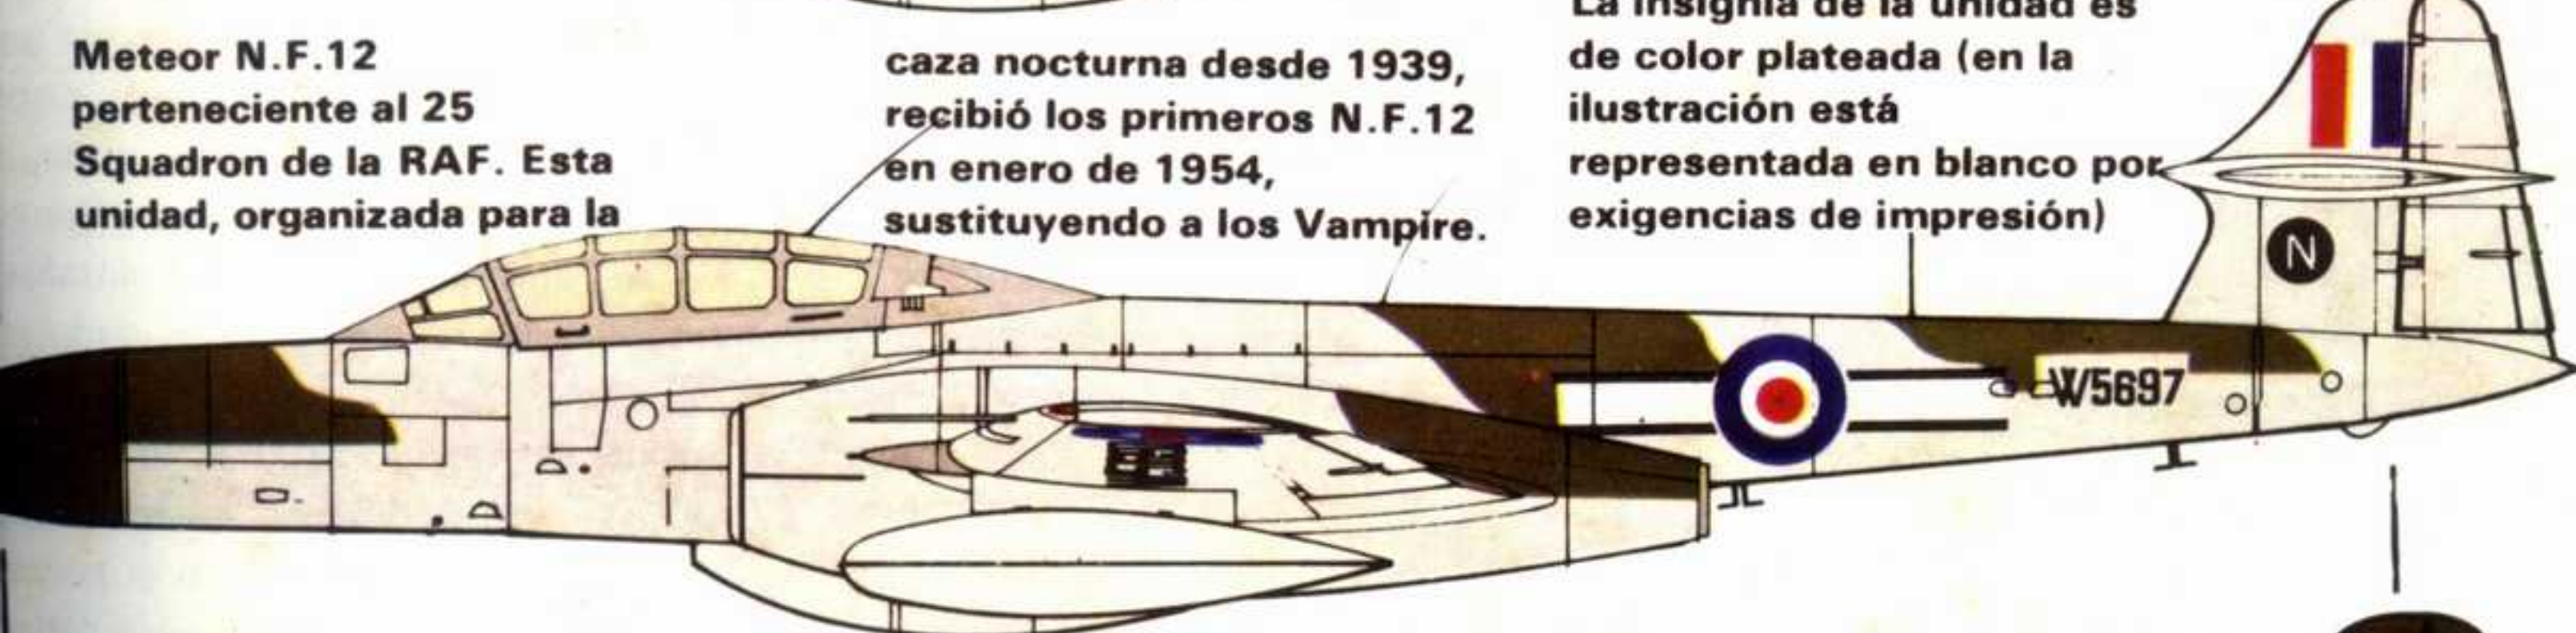 Meteor N.F.12
perteneciente al 25
Squadron de la RAF. Esta
unidad, organizada para la
caza nocturna desde 1939,
recibió los primeros N.F.12
en enero de 1954,
sustituyendo a los Vampire.
La insignia de la unidad es
de color plateada (en la
ilustración está
representada en blanco por
exigencias de impresión)
N
W5697